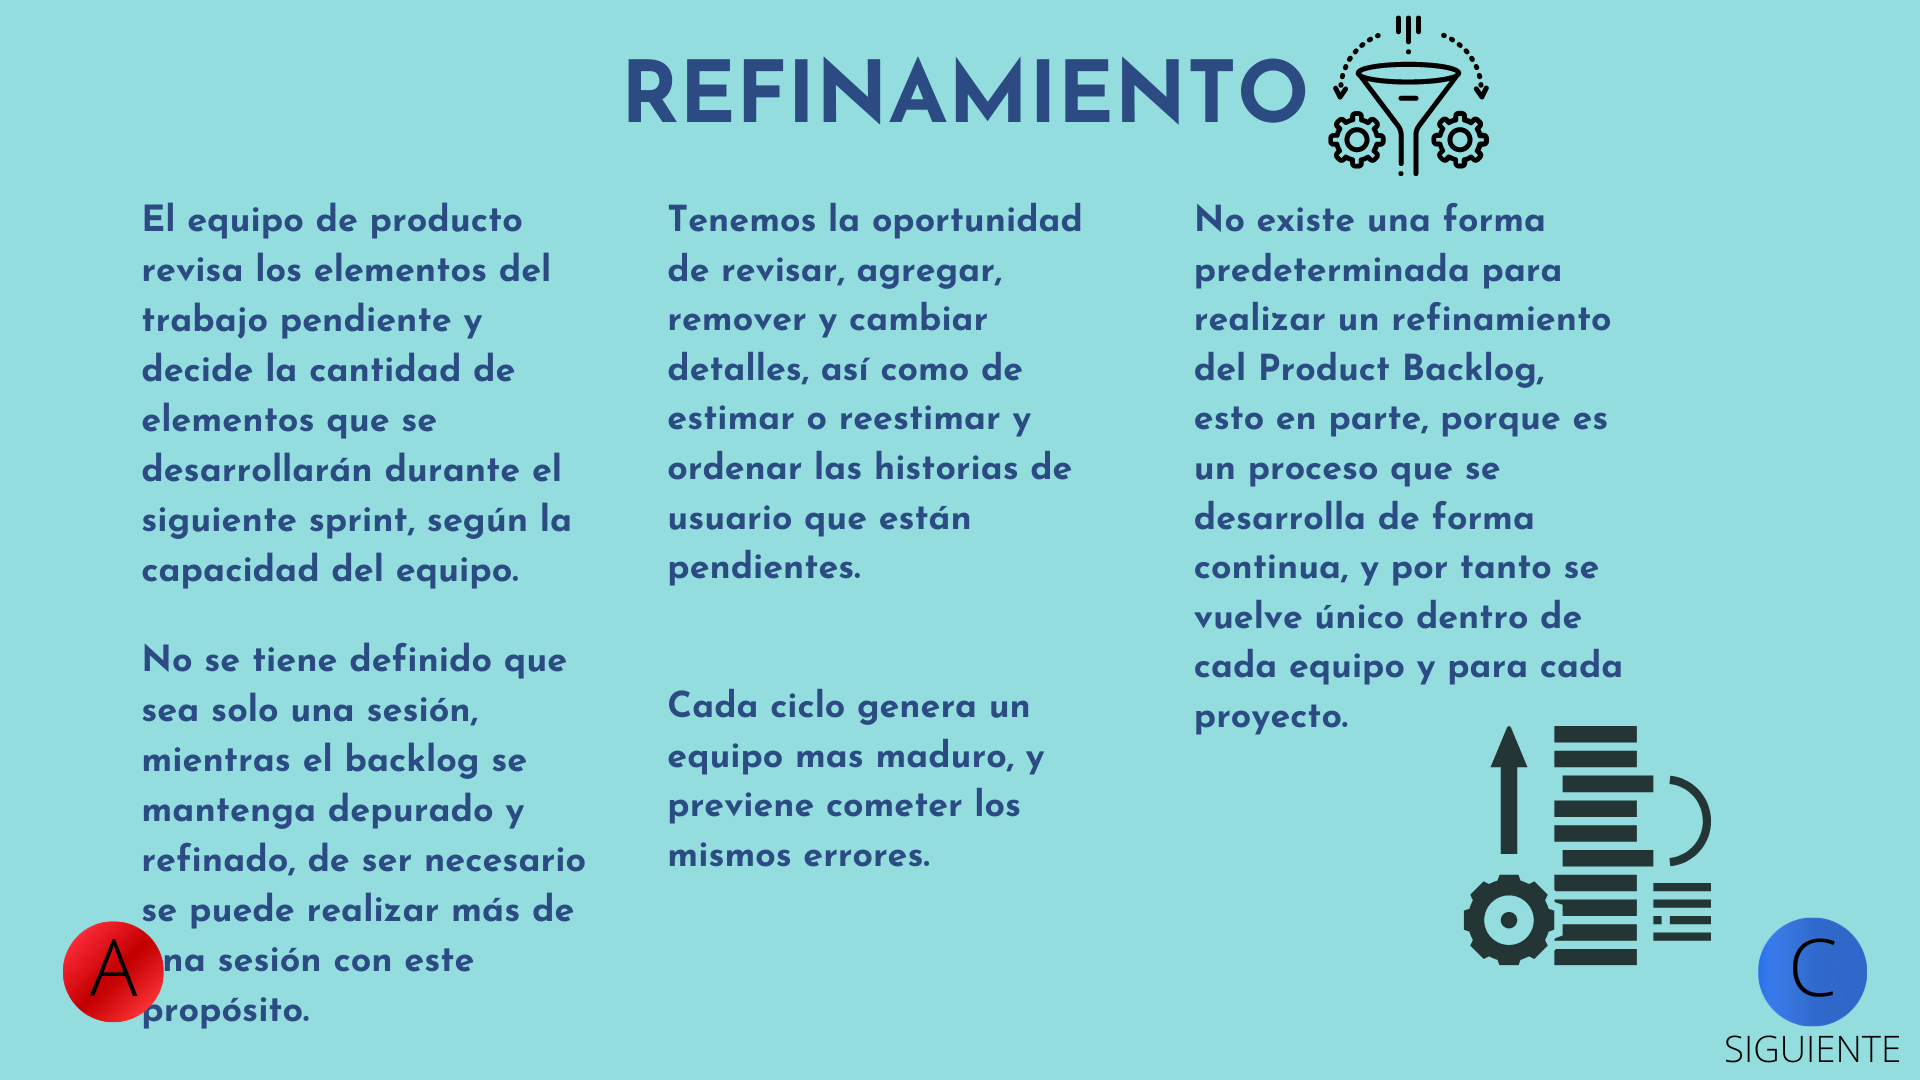 REFINAMIENTO
El equipo de producto
revisa los elementos del
trabajo pendiente y
decide la cantidad de
elementos que se
desarrollarán durante el
siguiente sprint, según la
capacidad del equipo.
No se tiene definido que
sea solo una sesión,
mientras el backlog se
mantenga depurado y
refinado, de ser necesario
se puede realizar más de
una sesión con este
propósito.
Tenemos la oportunidad
de revisar, agregar,
remover y cambiar
detalles, así como de
estimar o reestimar y
ordenar las historias de
usuario que están
pendientes.
Cada ciclo genera un
equipo mas maduro, y
previene cometer los
mismos errores.
No existe una forma
predeterminada para
realizar un refinamiento
del Product Backlog,
esto en parte, porque es
un proceso que se
desarrolla de forma
continua, y por tanto se
vuelve único dentro de
cada equipo y para cada
proyecto.
A
C
SIGUIENTE